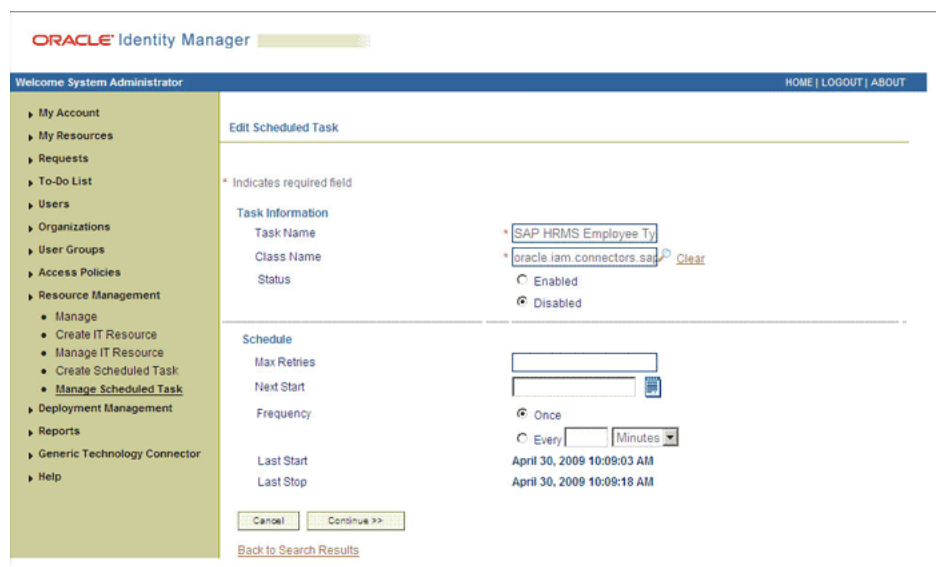 ORACLE Identity Manager
Welcome System Administrator
HOME | LOGOUT | ABOUT
My Account
My Resources
Requests
To-Do List
Users
Organizations
User Groups
Access Policies
Resource Management
Manage
Create IT Resource
Manage IT Resource
Create Scheduled Task
Manage Scheduled Task
Deployment Management
Reports
Generic Technology Connector
Help
Edit Scheduled Task
* Indicates required field
Task Information
Task Name * SAP HRMS Employee Ty
Class Name * oracle.iam.connectors.sap Clear
Status Enabled
Disabled
Schedule
Max Retries
Next Start
Frequency Once
Every Minutes
Last Start April 30, 2009 10:09:03 AM
Last Stop April 30, 2009 10:09:18 AM
Cancel Continue >>
Back to Search Results